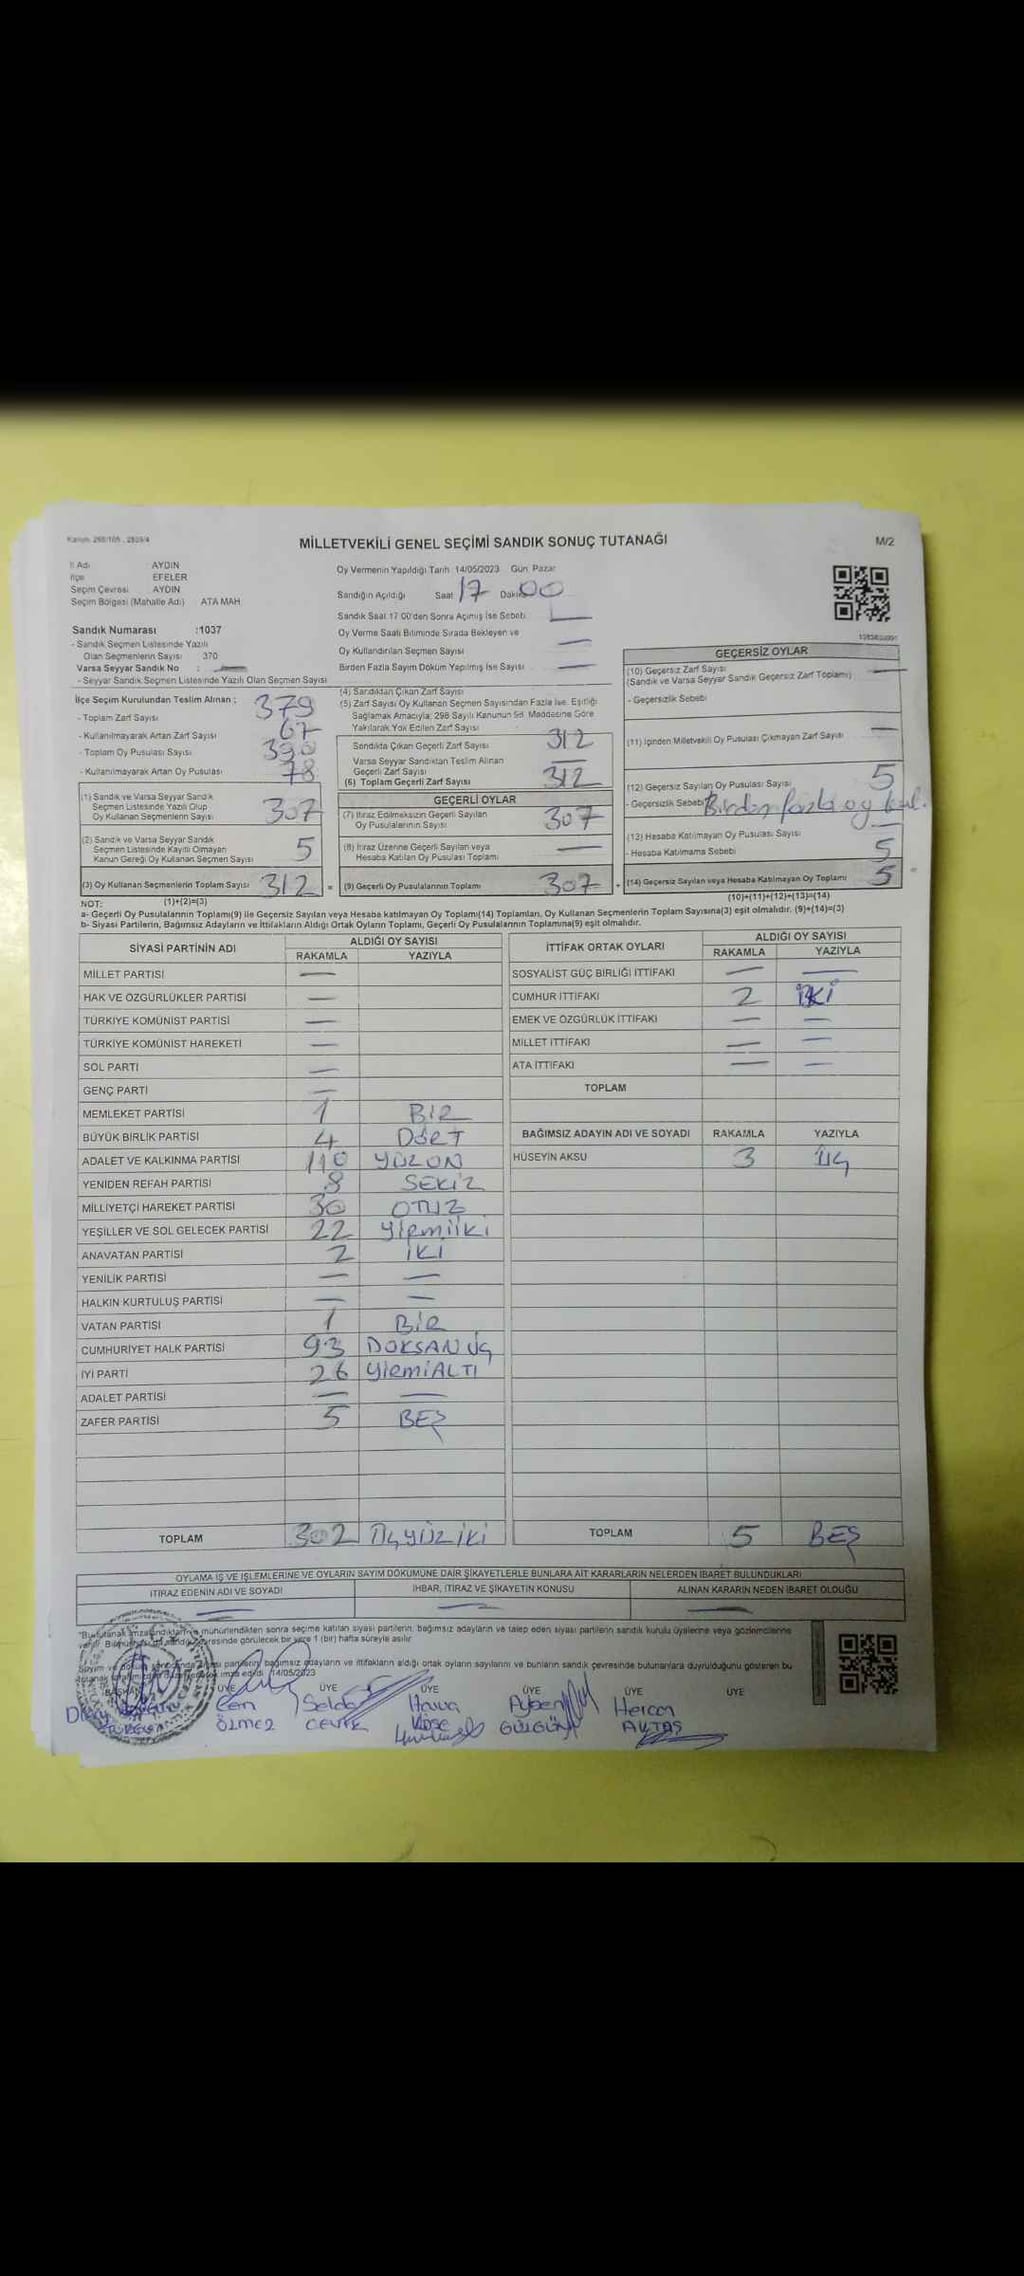 Kanun: 298/105 , 2839/4
MİLLETVEKİLİ GENEL SEÇİMİ SANDIK SONUÇ TUTANAĞI
M/2
İl Adı AYDIN
İlçe EFELER
Seçim Çevresi AYDIN
Seçim Bölgesi (Mahalle Adı) ATA MAH.
Oy Vermenin Yapıldığı Tarih 14/05/2023 Gün Pazar
Sandığın Açıldığı Saat 17 Dakika 00
Sandık Saat 17:00'den Sonra Açılmış İse Sebebi
Oy Verme Saati Bitiminde Sırada Bekleyen ve
Oy Kullandırılan Seçmen Sayısı —
Birden Fazla Sayım Döküm Yapılmış İse Sayısı —
Sandık Numarası :1037
- Sandık Seçmen Listesinde Yazılı
Olan Seçmenlerin Sayısı 370
Varsa Seyyar Sandık No : —
- Seyyar Sandık Seçmen Listesinde Yazılı Olan Seçmen Sayısı
İlçe Seçim Kurulundan Teslim Alınan ;
- Toplam Zarf Sayısı 379
- Kullanılmayarak Artan Zarf Sayısı 67
- Toplam Oy Pusulası Sayısı 390
- Kullanılmayarak Artan Oy Pusulası 78
(1) Sandık ve Varsa Seyyar Sandık
Seçmen Listesinde Yazılı Olup
Oy Kullanan Seçmenlerin Sayısı 307
(2) Sandık ve Varsa Seyyar Sandık
Seçmen Listesinde Kayıtlı Olmayan
Kanun Gereği Oy Kullanan Seçmen Sayısı 5
(3) Oy Kullanan Seçmenlerin Toplam Sayısı 312 =
(4) Sandıktan Çıkan Zarf Sayısı
(5) Zarf Sayısı Oy Kullanan Seçmen Sayısından Fazla İse, Eşitliği
Sağlamak Amacıyla; 298 Sayılı Kanunun 98. Maddesine Göre
Yakılarak Yok Edilen Zarf Sayısı
Sandıkta Çıkan Geçerli Zarf Sayısı 312
Varsa Seyyar Sandıktan Teslim Alınan
Geçerli Zarf Sayısı —
(6) Toplam Geçerli Zarf Sayısı 312
GEÇERLİ OYLAR
(7) İtiraz Edilmeksizin Geçerli Sayılan
Oy Pusulalarının Sayısı 307
(8) İtiraz Üzerine Geçerli Sayılan veya
Hesaba Katılan Oy Pusulası Toplamı —
(9) Geçerli Oy Pusulalarının Toplamı 307 +
GEÇERSİZ OYLAR
(10) Geçersiz Zarf Sayısı —
(Sandık ve Varsa Seyyar Sandık Geçersiz Zarf Toplamı)
- Geçersizlik Sebebi
(11) İçinden Milletvekili Oy Pusulası Çıkmayan Zarf Sayısı —
(12) Geçersiz Sayılan Oy Pusulası Sayısı 5
- Geçersizlik Sebebi Birden fazla oy kul.
(13) Hesaba Katılmayan Oy Pusulası Sayısı —
- Hesaba Katılmama Sebebi 5
(14) Geçersiz Sayılan veya Hesaba Katılmayan Oy Toplamı 5
NOT: (1)+(2)=(3)
(10)+(11)+(12)+(13)=(14)
a- Geçerli Oy Pusulalarının Toplamı(9) ile Geçersiz Sayılan veya Hesaba katılmayan Oy Toplamı(14) Toplamları, Oy Kullanan Seçmenlerin Toplam Sayısına(3) eşit olmalıdır. (9)+(14)=(3)
b- Siyasi Partilerin, Bağımsız Adayların ve İttifakların Aldığı Ortak Oyların Toplamı, Geçerli Oy Pusulalarının Toplamına(9) eşit olmalıdır.
SİYASİ PARTİNİN ADI ALDIĞI OY SAYISI
RAKAMLA YAZIYLA
MİLLET PARTİSİ —
HAK VE ÖZGÜRLÜKLER PARTİSİ —
TÜRKİYE KOMÜNİST PARTİSİ —
TÜRKİYE KOMÜNİST HAREKETİ —
SOL PARTİ —
GENÇ PARTİ —
MEMLEKET PARTİSİ 1 BİR
BÜYÜK BİRLİK PARTİSİ 4 DÖRT
ADALET VE KALKINMA PARTİSİ 110 YÜZON
YENİDEN REFAH PARTİSİ 8 SEKİZ
MİLLİYETÇİ HAREKET PARTİSİ 30 OTUZ
YEŞİLLER VE SOL GELECEK PARTİSİ 22 Yirmiiki
ANAVATAN PARTİSİ 2 İKİ
YENİLİK PARTİSİ — —
HALKIN KURTULUŞ PARTİSİ — —
VATAN PARTİSİ 1 BİR
CUMHURİYET HALK PARTİSİ 93 DOKSAN ÜÇ
İYİ PARTİ 26 YİRMİALTI
ADALET PARTİSİ — —
ZAFER PARTİSİ 5 BEŞ
TOPLAM 302 ÜÇYÜZ İKİ
İTTİFAK ORTAK OYLARI ALDIĞI OY SAYISI
RAKAMLA YAZIYLA
SOSYALİST GÜÇ BİRLİĞİ İTTİFAKI — —
CUMHUR İTTİFAKI 2 İKİ
EMEK VE ÖZGÜRLÜK İTTİFAKI — —
MİLLET İTTİFAKI — —
ATA İTTİFAKI — —
TOPLAM
BAĞIMSIZ ADAYIN ADI VE SOYADI RAKAMLA YAZIYLA
HÜSEYİN AKSU 3 ÜÇ
TOPLAM 5 BEŞ
OYLAMA İŞ VE İŞLEMLERİNE VE OYLARIN SAYIM DÖKÜMÜNE DAİR ŞİKAYETLERLE BUNLARA AİT KARARLARIN NELERDEN İBARET BULUNDUKLARI
İTİRAZ EDENİN ADI VE SOYADI İHBAR, İTİRAZ VE ŞİKAYETİN KONUSU ALINAN KARARIN NEDEN İBARET OLDUĞU
— — —
mühürlendikten sonra seçime katılan siyasi partilerin, bağımsız adayların ve talep eden siyasi partilerin sandık kurulu üyelerine veya gözlemcilerine
görülecek bir yere 1 (bir) hafta süreyle asılır
bağımsız adayların ve ittifakların aldığı ortak oyların sayılarını ve bunların sandık çevresinde bulunanlara duyrulduğunu gösteren bu
14/05/2023
BAŞKAN ÜYE ÜYE ÜYE ÜYE ÜYE ÜYE
Selda Hava Aysen Hercan
ÖZMEZ CEVİK Köse GÜLGÜN AKTAŞ